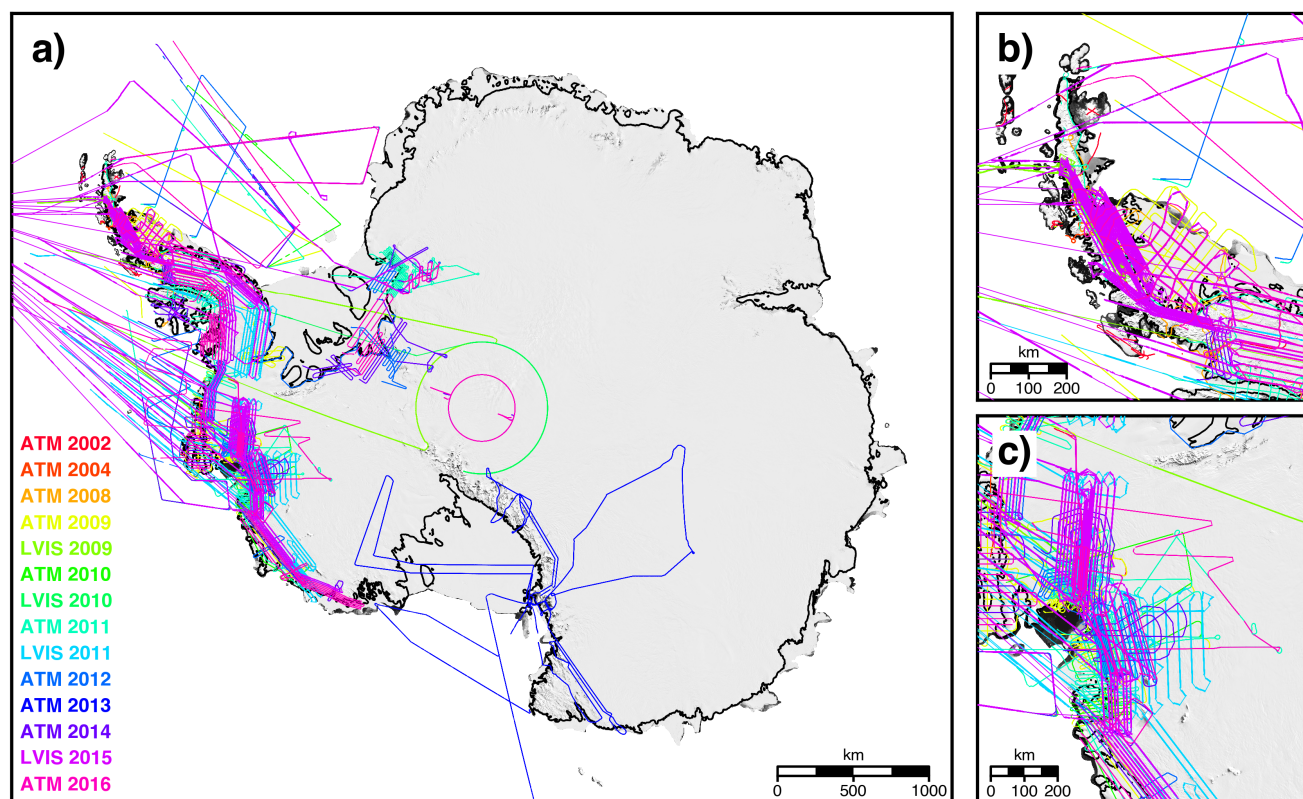 a)
ATM 2002
ATM 2004
ATM 2008
ATM 2009
LVIS 2009
ATM 2010
LVIS 2010
ATM 2011
LVIS 2011
ATM 2012
ATM 2013
ATM 2014
LVIS 2015
ATM 2016
km
0 500 1000
b)
km
0 100 200
c)
km
0 100 200